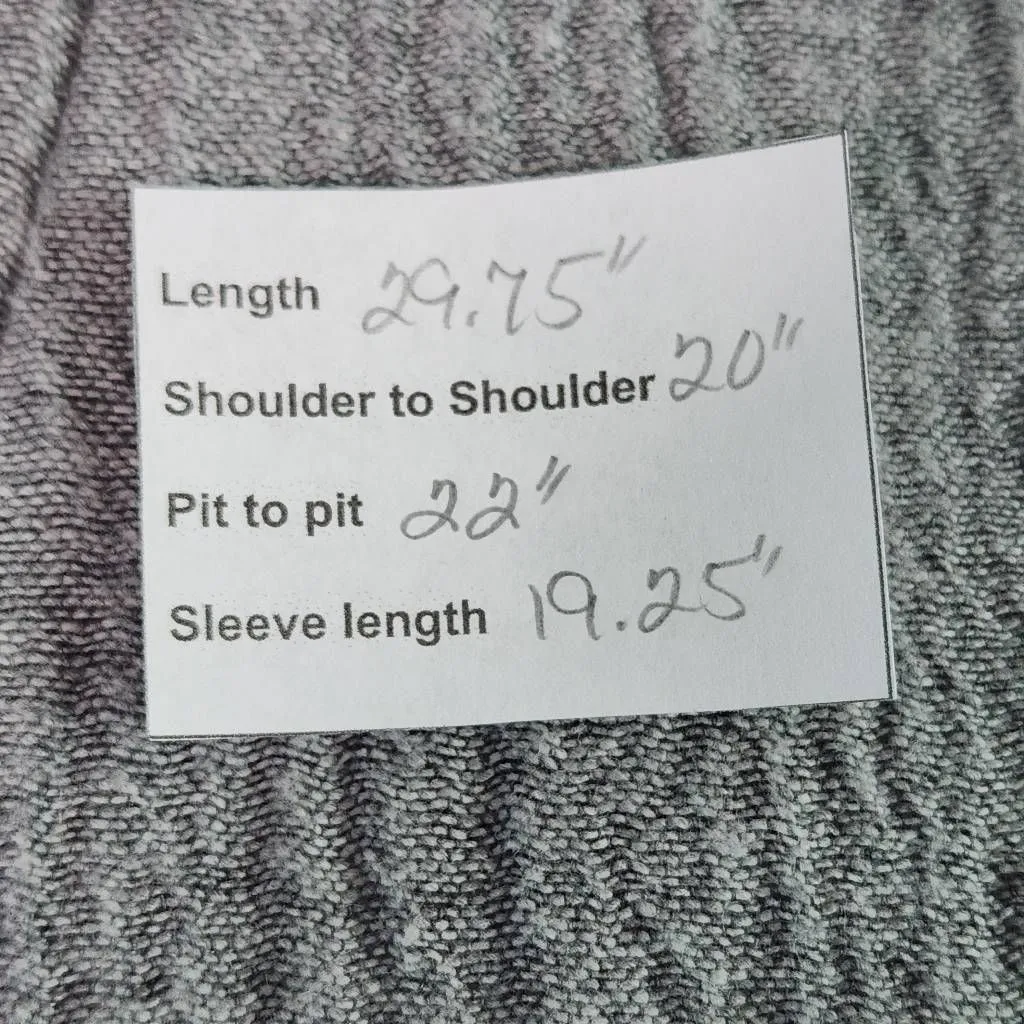 Length 29.75"
Shoulder to Shoulder 20"
Pit to pit 22"
Sleeve length 19.25"